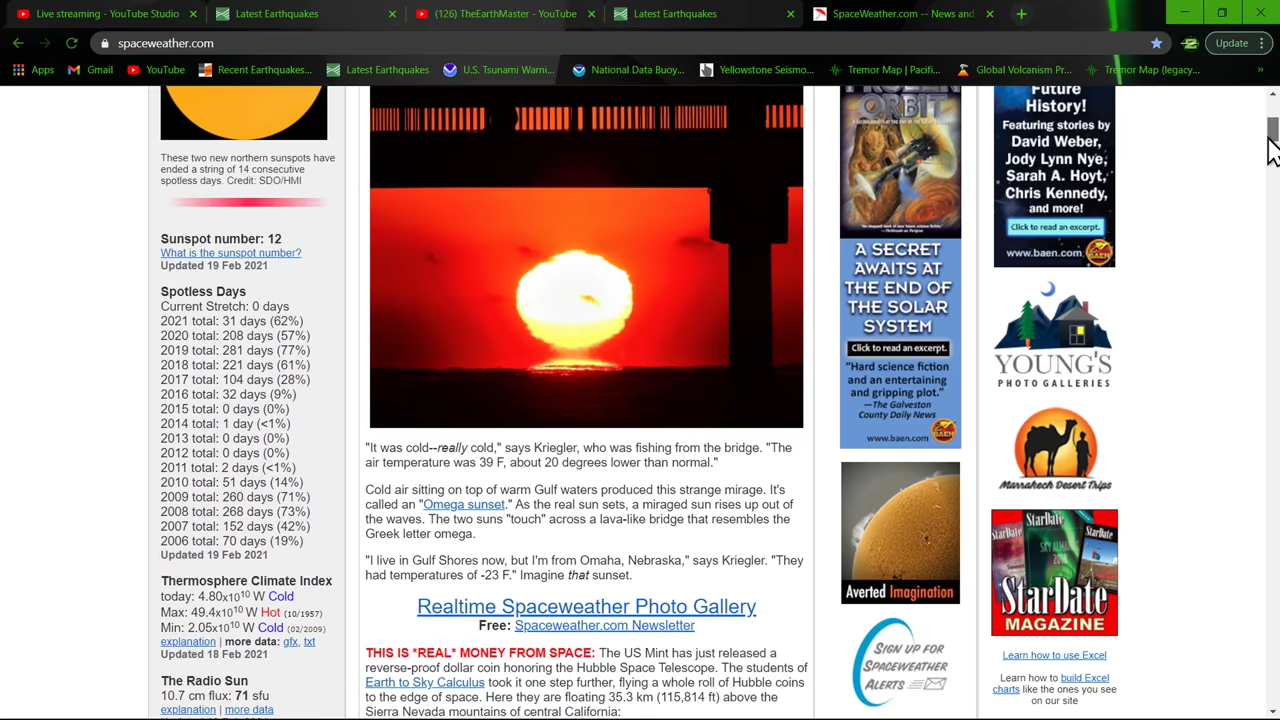 Live streaming - YouTube Studio
Latest Earthquakes
(126) TheEarthMaster - YouTube
Latest Earthquakes
SpaceWeather.com -- News and
spaceweather.com
Update
Apps
Gmail
YouTube
Recent Earthquakes...
Latest Earthquakes
U.S. Tsunami Warni...
National Data Buoy...
Yellowstone Seismo...
Tremor Map | Pacifi...
Global Volcanism Pr...
Tremor Map (legacy...
These two new northern sunspots have
ended a string of 14 consecutive
spotless days. Credit: SDO/HMI
Sunspot number: 12
What is the sunspot number?
Updated 19 Feb 2021
Spotless Days
Current Stretch: 0 days
2021 total: 31 days (62%)
2020 total: 208 days (57%)
2019 total: 281 days (77%)
2018 total: 221 days (61%)
2017 total: 104 days (28%)
2016 total: 32 days (9%)
2015 total: 0 days (0%)
2014 total: 1 day (<1%)
2013 total: 0 days (0%)
2012 total: 0 days (0%)
2011 total: 2 days (<1%)
2010 total: 51 days (14%)
2009 total: 260 days (71%)
2008 total: 268 days (73%)
2007 total: 152 days (42%)
2006 total: 70 days (19%)
Updated 19 Feb 2021
Thermosphere Climate Index
today: 4.80x10¹⁰ W Cold
Max: 49.4x10¹⁰ W Hot (10/1957)
Min: 2.05x10¹⁰ W Cold (02/2009)
explanation | more data: gfx, txt
Updated 18 Feb 2021
The Radio Sun
10.7 cm flux: 71 sfu
explanation | more data
"It was cold--really cold," says Kriegler, who was fishing from the bridge. "The
air temperature was 39 F, about 20 degrees lower than normal."
Cold air sitting on top of warm Gulf waters produced this strange mirage. It's
called an "Omega sunset." As the real sun sets, a miraged sun rises up out of
the waves. The two suns "touch" across a lava-like bridge that resembles the
Greek letter omega.
"I live in Gulf Shores now, but I'm from Omaha, Nebraska," says Kriegler. "They
had temperatures of -23 F." Imagine that sunset.
Realtime Spaceweather Photo Gallery
Free: Spaceweather.com Newsletter
THIS IS *REAL* MONEY FROM SPACE: The US Mint has just released a
reverse-proof dollar coin honoring the Hubble Space Telescope. The students of
Earth to Sky Calculus took it one step further, flying a whole roll of Hubble coins
to the edge of space. Here they are floating 35.3 km (115,814 ft) above the
Sierra Nevada mountains of central California:
ORBIT
A SECRET
AWAITS AT
THE END OF
THE SOLAR
SYSTEM
Click to read an excerpt.
"Hard science fiction
and an entertaining
and gripping plot."
—The Galveston
County Daily News
www.baen.com
BAEN
Averted Imagination
SIGN UP FOR
SPACEWEATHER
ALERTS
Future
History!
Featuring stories by
David Weber,
Jody Lynn Nye,
Sarah A. Hoyt,
Chris Kennedy,
and more!
Click to read an excerpt.
www.baen.com
BAEN
YOUNG'S
PHOTO GALLERIES
Marrakech Desert Trips
StarDate
StarDate
SKY ALMANAC
StarDate
MAGAZINE
Learn how to use Excel
Learn how to build Excel
charts like the ones you see
on our site